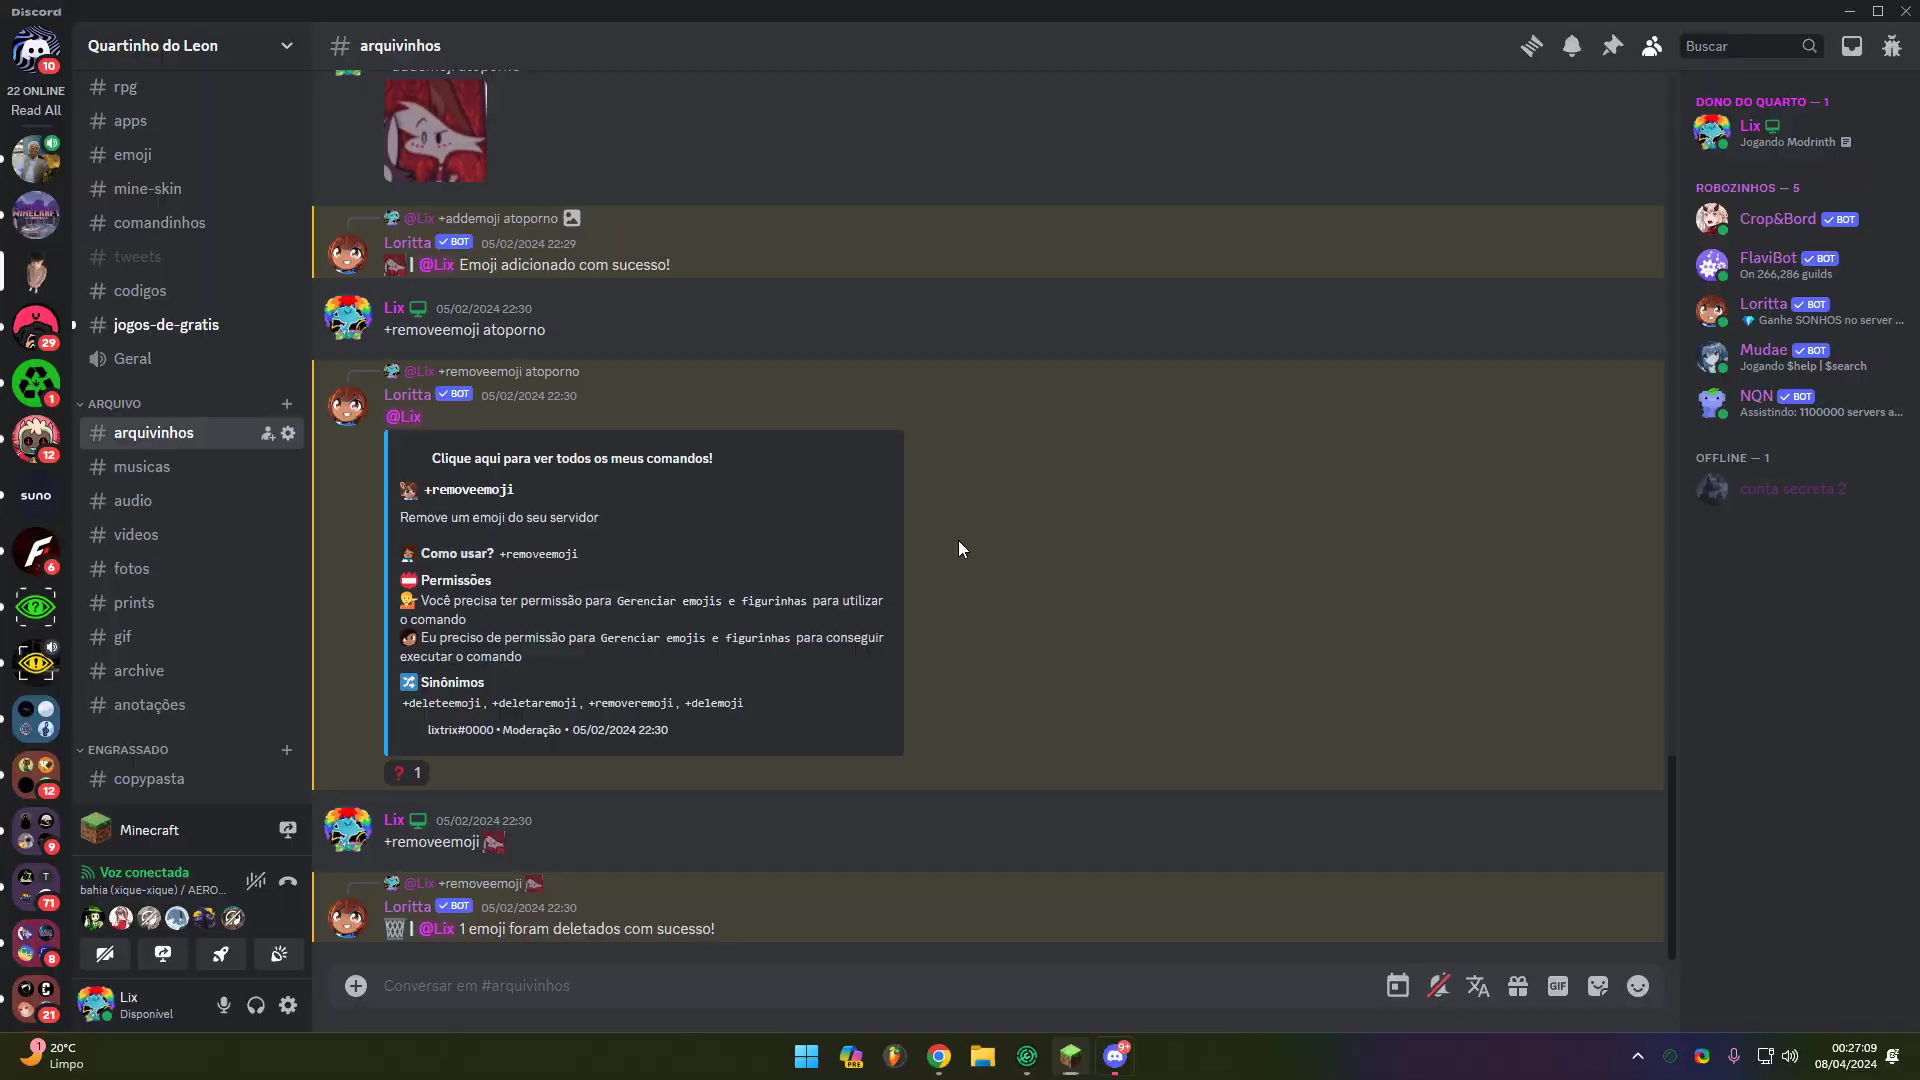 Discord
Quartinho do Leon
arquivinhos
Buscar
10
22 ONLINE
Read All
29
1
12
suno
6
12
9
71
8
21
rpg
apps
emoji
mine-skin
comandinhos
tweets
codigos
jogos-de-gratis
Geral
ARQUIVO
arquivinhos
musicas
audio
videos
fotos
prints
gif
archive
anotações
ENGRASSADO
copypasta
Minecraft
Voz conectada
bahia (xique-xique) / AERO...
Lix
Disponível
+addemoji atoporno
@Lix +addemoji atoporno
Loritta BOT 05/02/2024 22:29
| @Lix Emoji adicionado com sucesso!
Lix 05/02/2024 22:30
+removeemoji atoporno
@Lix +removeemoji atoporno
Loritta BOT 05/02/2024 22:30
@Lix
Clique aqui para ver todos os meus comandos!
+removeemoji
Remove um emoji do seu servidor
Como usar? +removeemoji
Permissões
Você precisa ter permissão para Gerenciar emojis e figurinhas para utilizar
o comando
Eu preciso de permissão para Gerenciar emojis e figurinhas para conseguir
executar o comando
Sinônimos
+deleteemoji, +deletaremoji, +removeremoji, +delemoji
lixtrix#0000 • Moderação • 05/02/2024 22:30
1
Lix 05/02/2024 22:30
+removeemoji
@Lix +removeemoji
Loritta BOT 05/02/2024 22:30
| @Lix 1 emoji foram deletados com sucesso!
Conversar em #arquivinhos
GIF
DONO DO QUARTO — 1
Lix
Jogando Modrinth
ROBOZINHOS — 5
Crop&Bord BOT
FlaviBot BOT
On 266,286 guilds
Loritta BOT
Ganhe SONHOS no server ...
Mudae BOT
Jogando $help | $search
NQN BOT
Assistindo: 1100000 servers a...
OFFLINE — 1
cunta secreta 2
1
20°C
Limpo
PRE
9+
00:27:09
08/04/2024